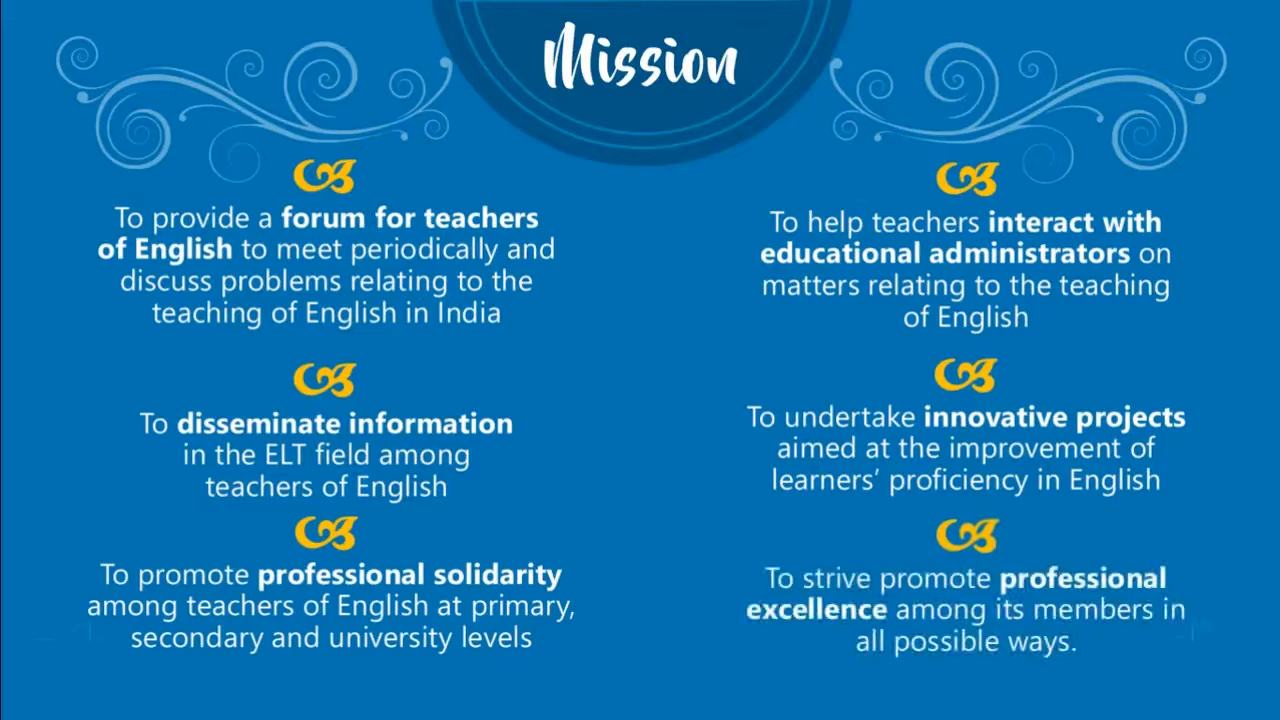 Mission
To provide a forum for teachers
of English to meet periodically and
discuss problems relating to the
teaching of English in India
To disseminate information
in the ELT field among
teachers of English
To promote professional solidarity
among teachers of English at primary,
secondary and university levels
To help teachers interact with
educational administrators on
matters relating to the teaching
of English
To undertake innovative projects
aimed at the improvement of
learners’ proficiency in English
To strive promote professional
excellence among its members in
all possible ways.